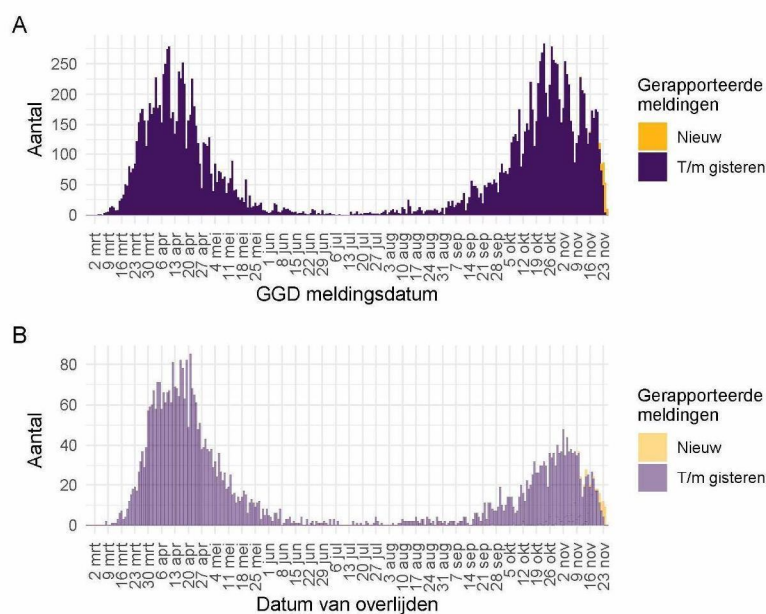 A
Aantal
250
200
150
100
50
0
2 mrt
9 mrt
16 mrt
23 mrt
30 mrt
6 apr
13 apr
20 apr
27 apr
4 mei
11 mei
18 mei
25 mei
1 jun
8 jun
15 jun
22 jun
29 jun
6 jul
13 jul
20 jul
27 jul
3 aug
10 aug
17 aug
24 aug
31 aug
7 sep
14 sep
21 sep
28 sep
5 okt
12 okt
19 okt
26 okt
2 nov
9 nov
16 nov
23 nov
GGD meldingsdatum
Gerapporteerde
meldingen
Nieuw
T/m gisteren
B
Aantal
80
60
40
20
0
2 mrt
9 mrt
16 mrt
23 mrt
30 mrt
6 apr
13 apr
20 apr
27 apr
4 mei
11 mei
18 mei
25 mei
1 jun
8 jun
15 jun
22 jun
29 jun
6 jul
13 jul
20 jul
27 jul
3 aug
10 aug
17 aug
24 aug
31 aug
7 sep
14 sep
21 sep
28 sep
5 okt
12 okt
19 okt
26 okt
2 nov
9 nov
16 nov
23 nov
Datum van overlijden
Gerapporteerde
meldingen
Nieuw
T/m gisteren